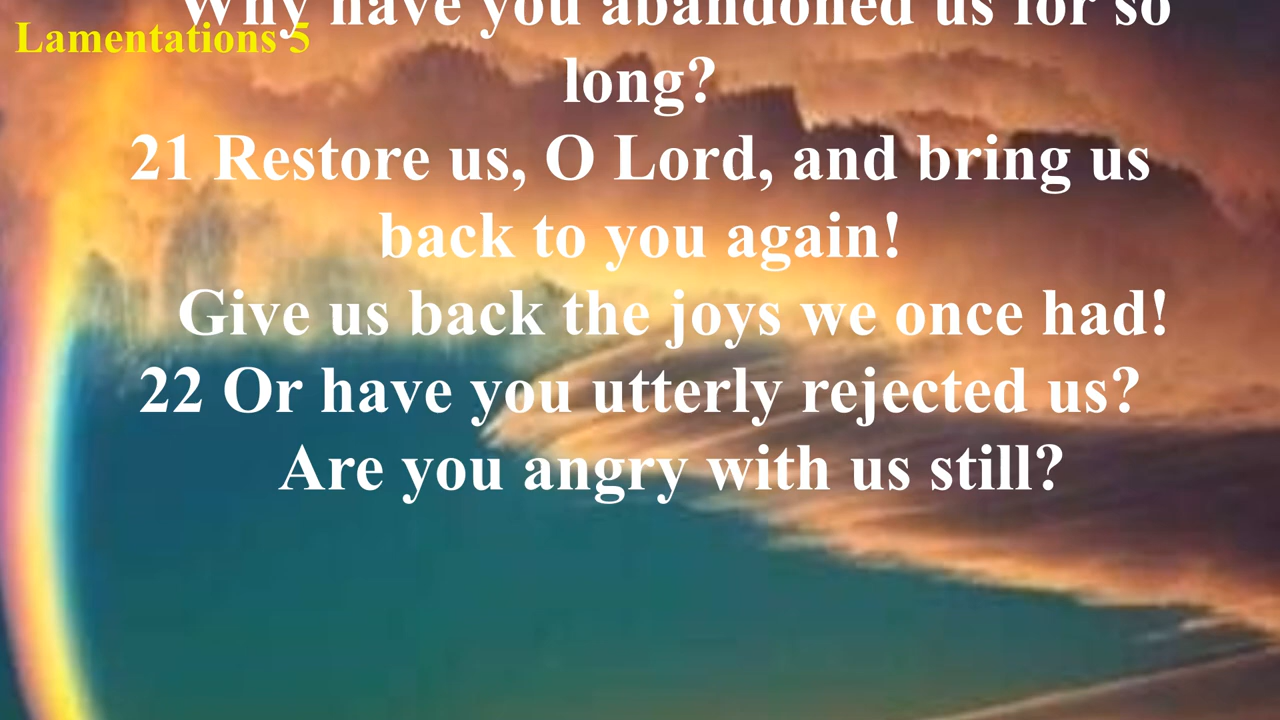 Why have you abandoned us for so
Lamentations 5
long?
21 Restore us, O Lord, and bring us
back to you again!
Give us back the joys we once had!
22 Or have you utterly rejected us?
Are you angry with us still?